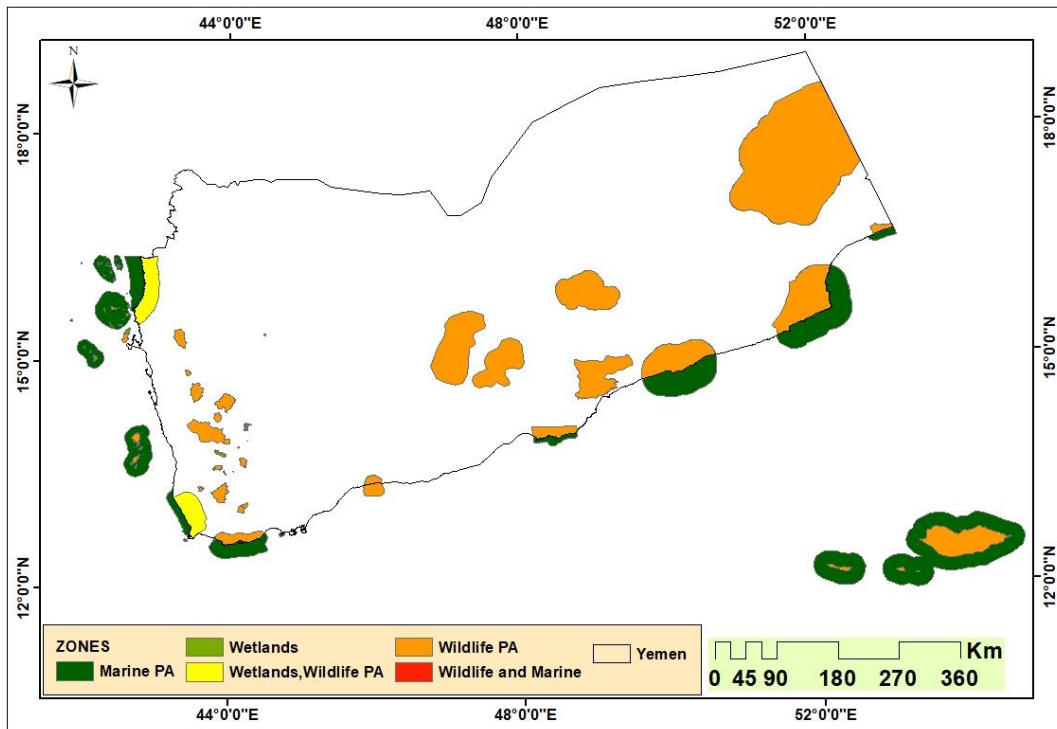 44°0'0"E 48°0'0"E 52°0'0"E
N
18°0'0"N 18°0'0"N
15°0'0"N 15°0'0"N
12°0'0"N 12°0'0"N
ZONES
Marine PA
Wetlands
Wetlands,Wildlife PA
Wildlife PA
Wildlife and Marine
Yemen
Km
0 45 90 180 270 360
44°0'0"E 48°0'0"E 52°0'0"E